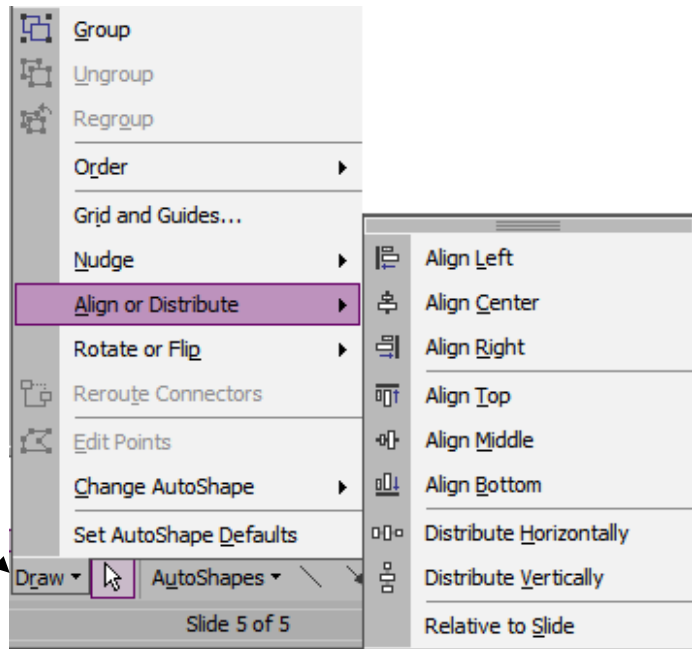 Group
Ungroup
Regroup
Order
Grid and Guides...
Nudge
Align or Distribute
Rotate or Flip
Reroute Connectors
Edit Points
Change AutoShape
Set AutoShape Defaults
Draw
AutoShapes
Slide 5 of 5
Align Left
Align Center
Align Right
Align Top
Align Middle
Align Bottom
Distribute Horizontally
Distribute Vertically
Relative to Slide